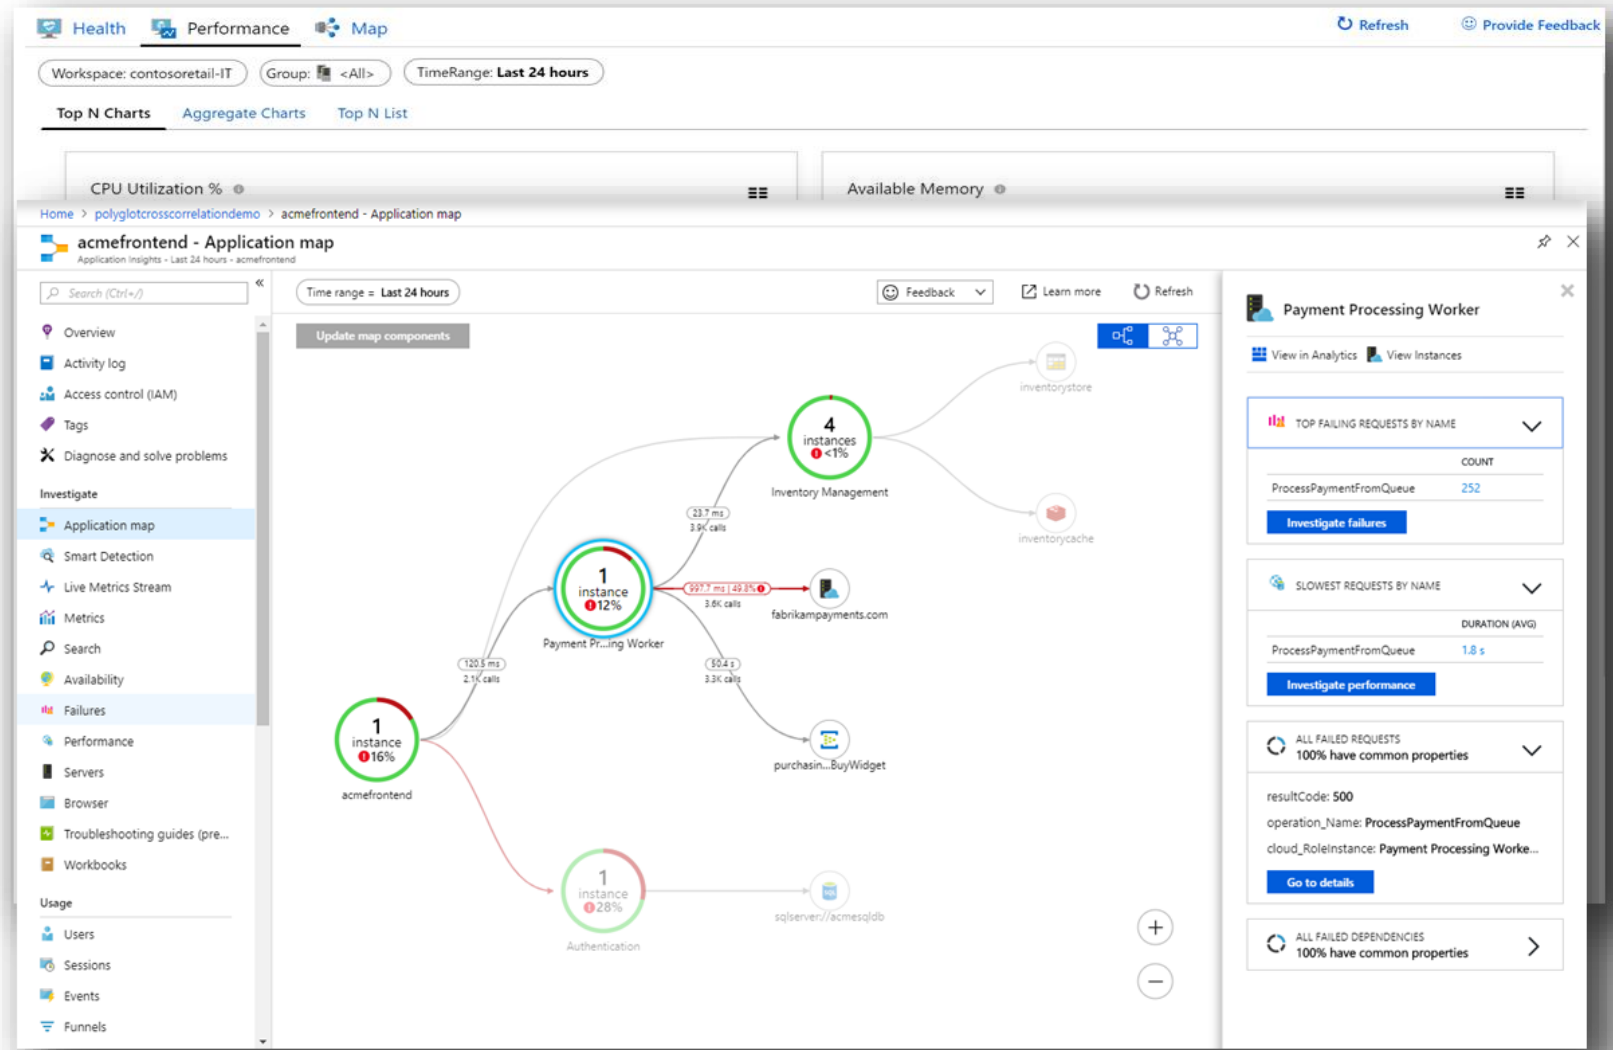 Health Performance Map Refresh Provide Feedback
Workspace: contosoretail-IT Group: <All> TimeRange: Last 24 hours
Top N Charts Aggregate Charts Top N List
CPU Utilization % Available Memory
Home > polyglotcrosscorrelationdemo > acmefrontend - Application map
acmefrontend - Application map
Application Insights - Last 24 hours - acmefrontend
Search (Ctrl+/)
«
Overview
Activity log
Access control (IAM)
Tags
Diagnose and solve problems
Investigate
Application map
Smart Detection
Live Metrics Stream
Metrics
Search
Availability
Failures
Performance
Servers
Browser
Troubleshooting guides (pre...
Workbooks
Usage
Users
Sessions
Events
Funnels
Time range = Last 24 hours
Feedback
Learn more
Refresh
Update map components
inventorystore
4
instances
<1%
Inventory Management
inventorycache
23.7 ms
3.9K calls
1
instance
12%
Payment Pr...ing Worker
997.7 ms | 49.8%
3.6K calls
fabrikampayments.com
120.5 ms
2.1K calls
50.4 s
3.3K calls
1
instance
16%
acmefrontend
purchasin...BuyWidget
1
instance
28%
Authentication
SQL
sqlserver://acmesqldb
Payment Processing Worker
View in Analytics View Instances
TOP FAILING REQUESTS BY NAME
COUNT
ProcessPaymentFromQueue 252
Investigate failures
SLOWEST REQUESTS BY NAME
DURATION (AVG)
ProcessPaymentFromQueue 1.8 s
Investigate performance
ALL FAILED REQUESTS
100% have common properties
resultCode: 500
operation_Name: ProcessPaymentFromQueue
cloud_RoleInstance: Payment Processing Worke...
Go to details
ALL FAILED DEPENDENCIES
100% have common properties